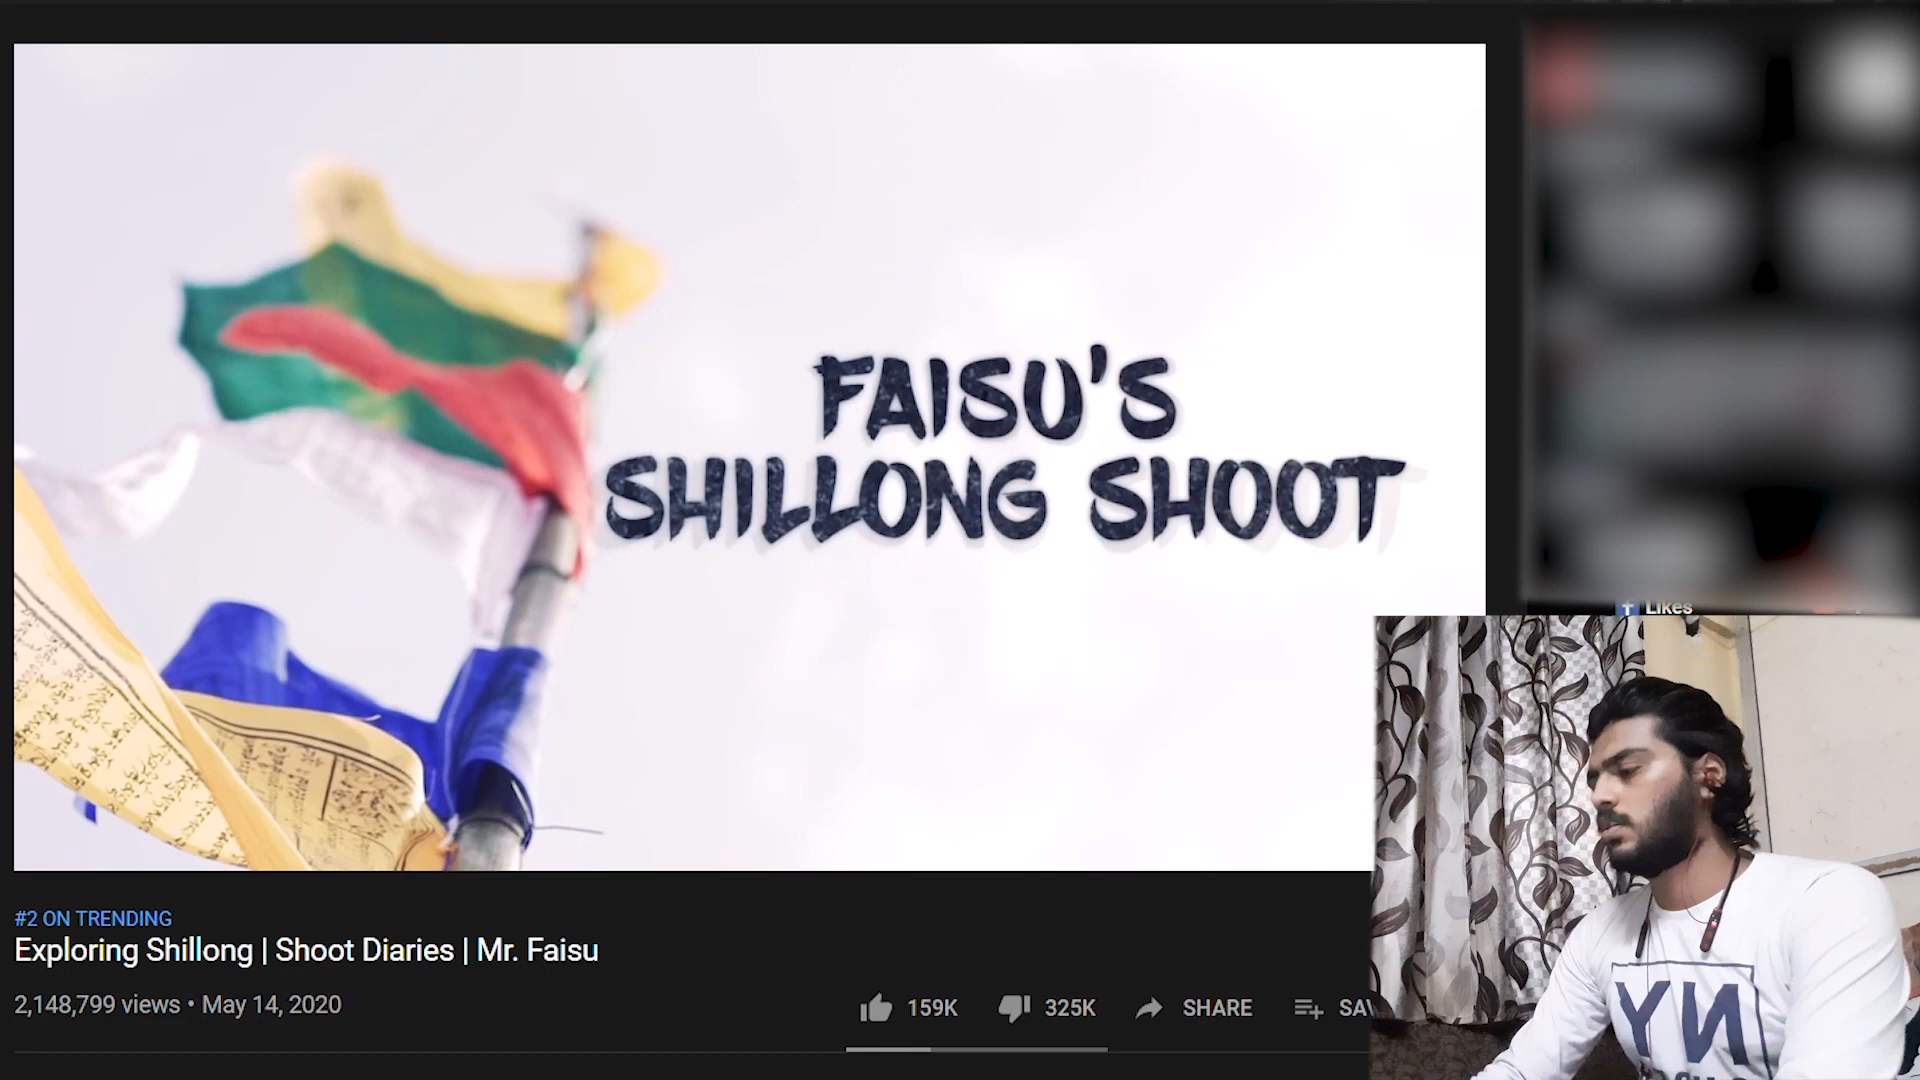 FAISU'S
SHILLONG SHOOT
Likes
#2 ON TRENDING
Exploring Shillong | Shoot Diaries | Mr. Faisu
2,148,799 views • May 14, 2020
159K
325K
SHARE
SAV
YN